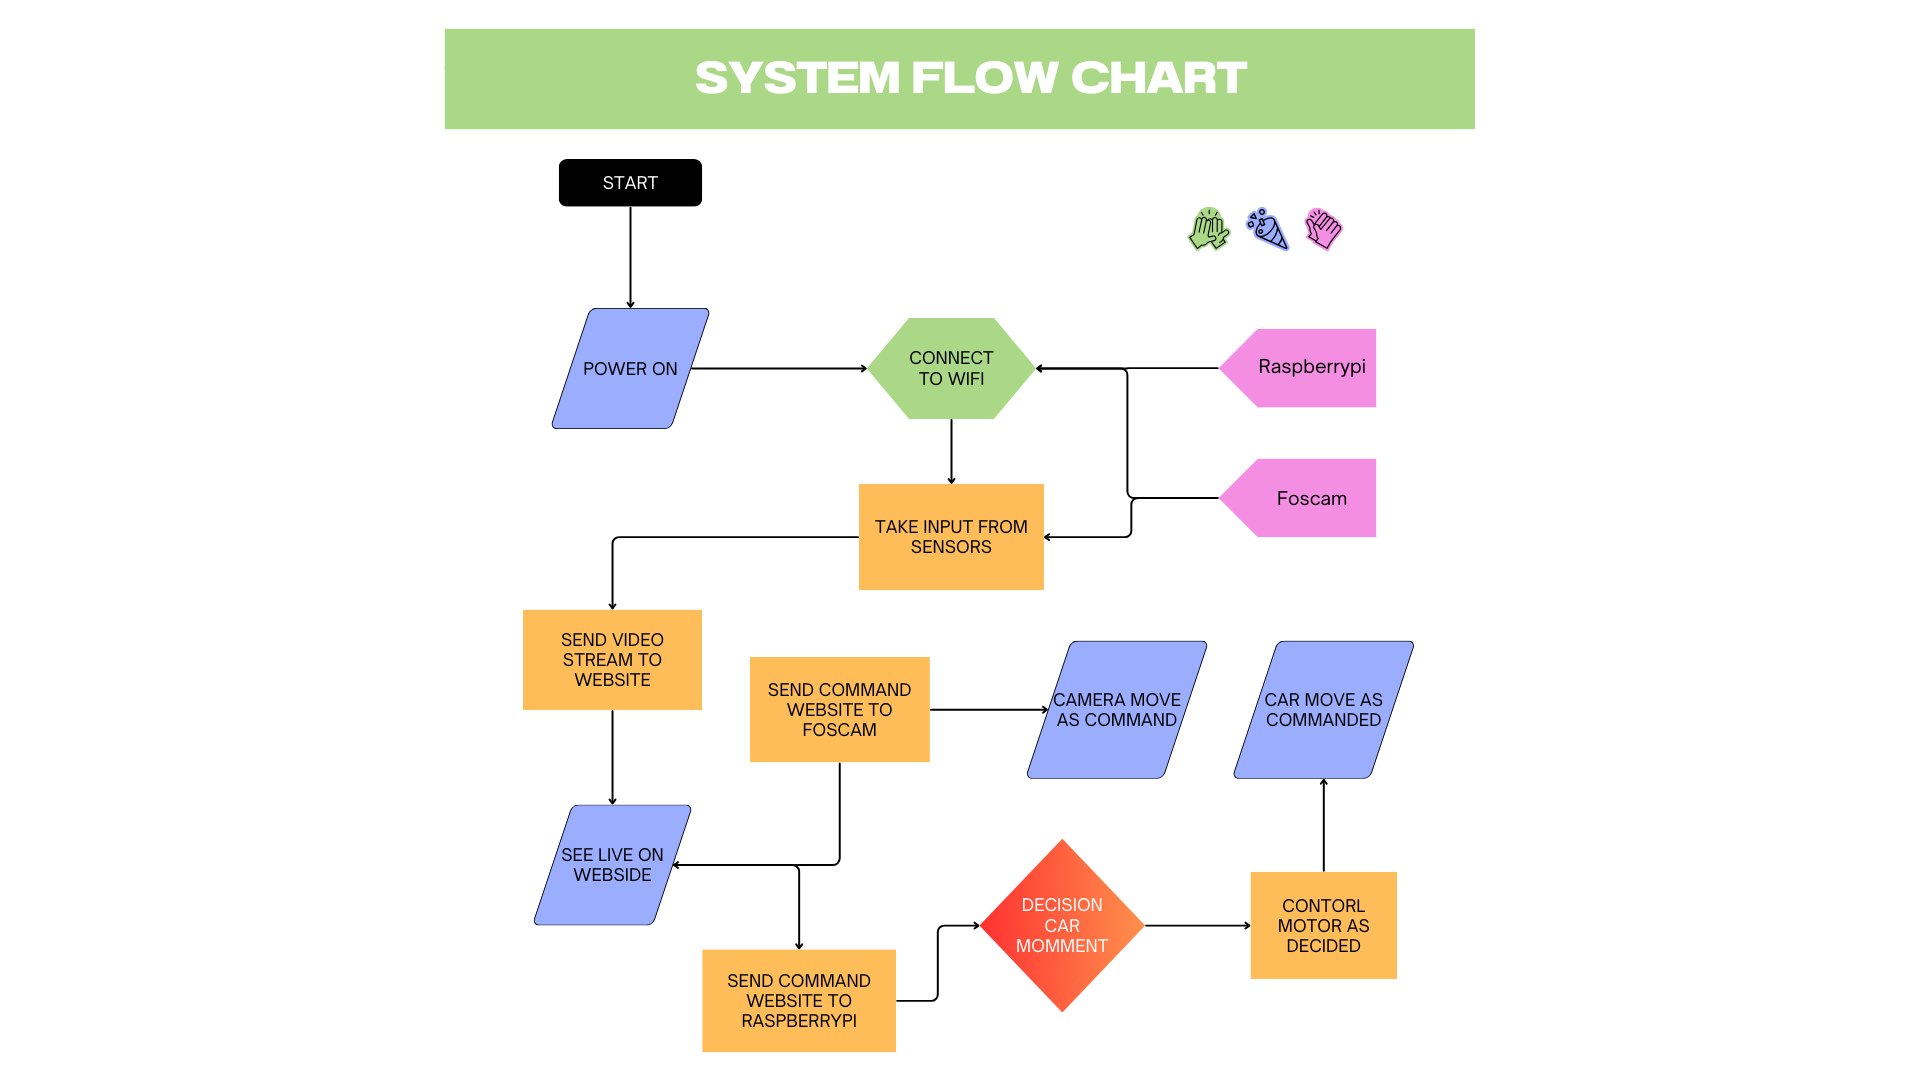 SYSTEM FLOW CHART
START
POWER ON
CONNECT
TO WIFI
Raspberrypi
Foscam
TAKE INPUT FROM
SENSORS
SEND VIDEO
STREAM TO
WEBSITE
SEND COMMAND
WEBSITE TO
FOSCAM
CAMERA MOVE
AS COMMAND
CAR MOVE AS
COMMANDED
SEE LIVE ON
WEBSIDE
DECISION
CAR
MOMMENT
CONTORL
MOTOR AS
DECIDED
SEND COMMAND
WEBSITE TO
RASPBERRYPI